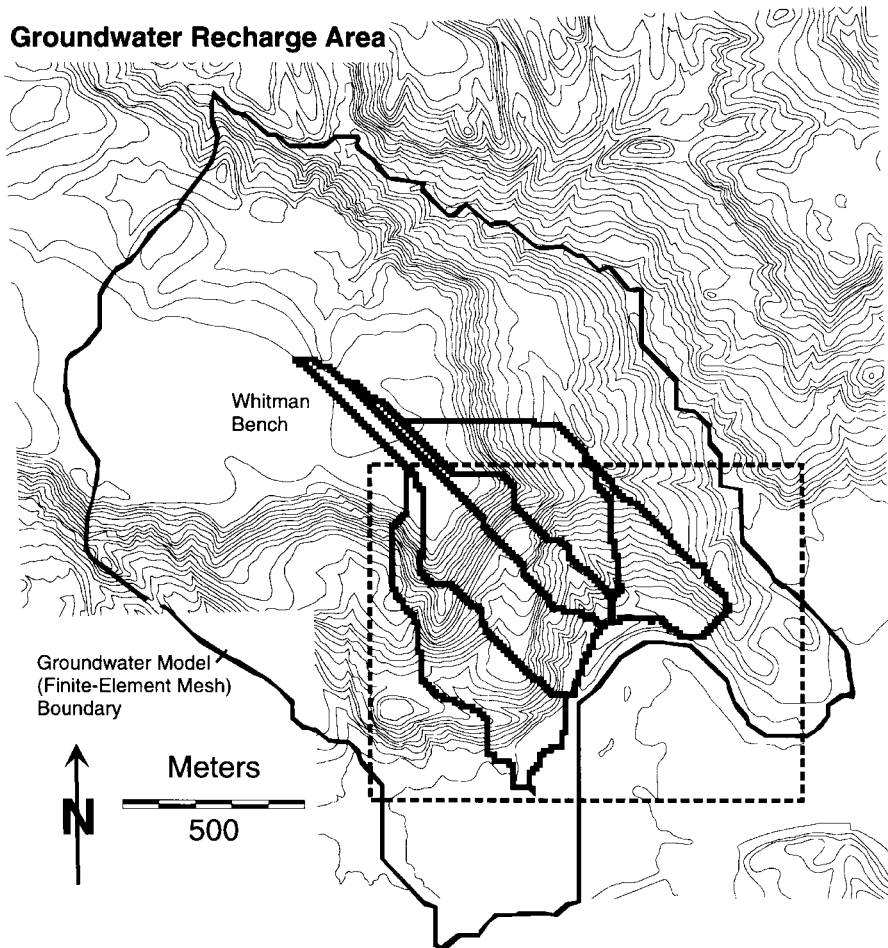 Groundwater Recharge Area
Whitman
Bench
Groundwater Model
(Finite-Element Mesh)
Boundary
Meters
N
500